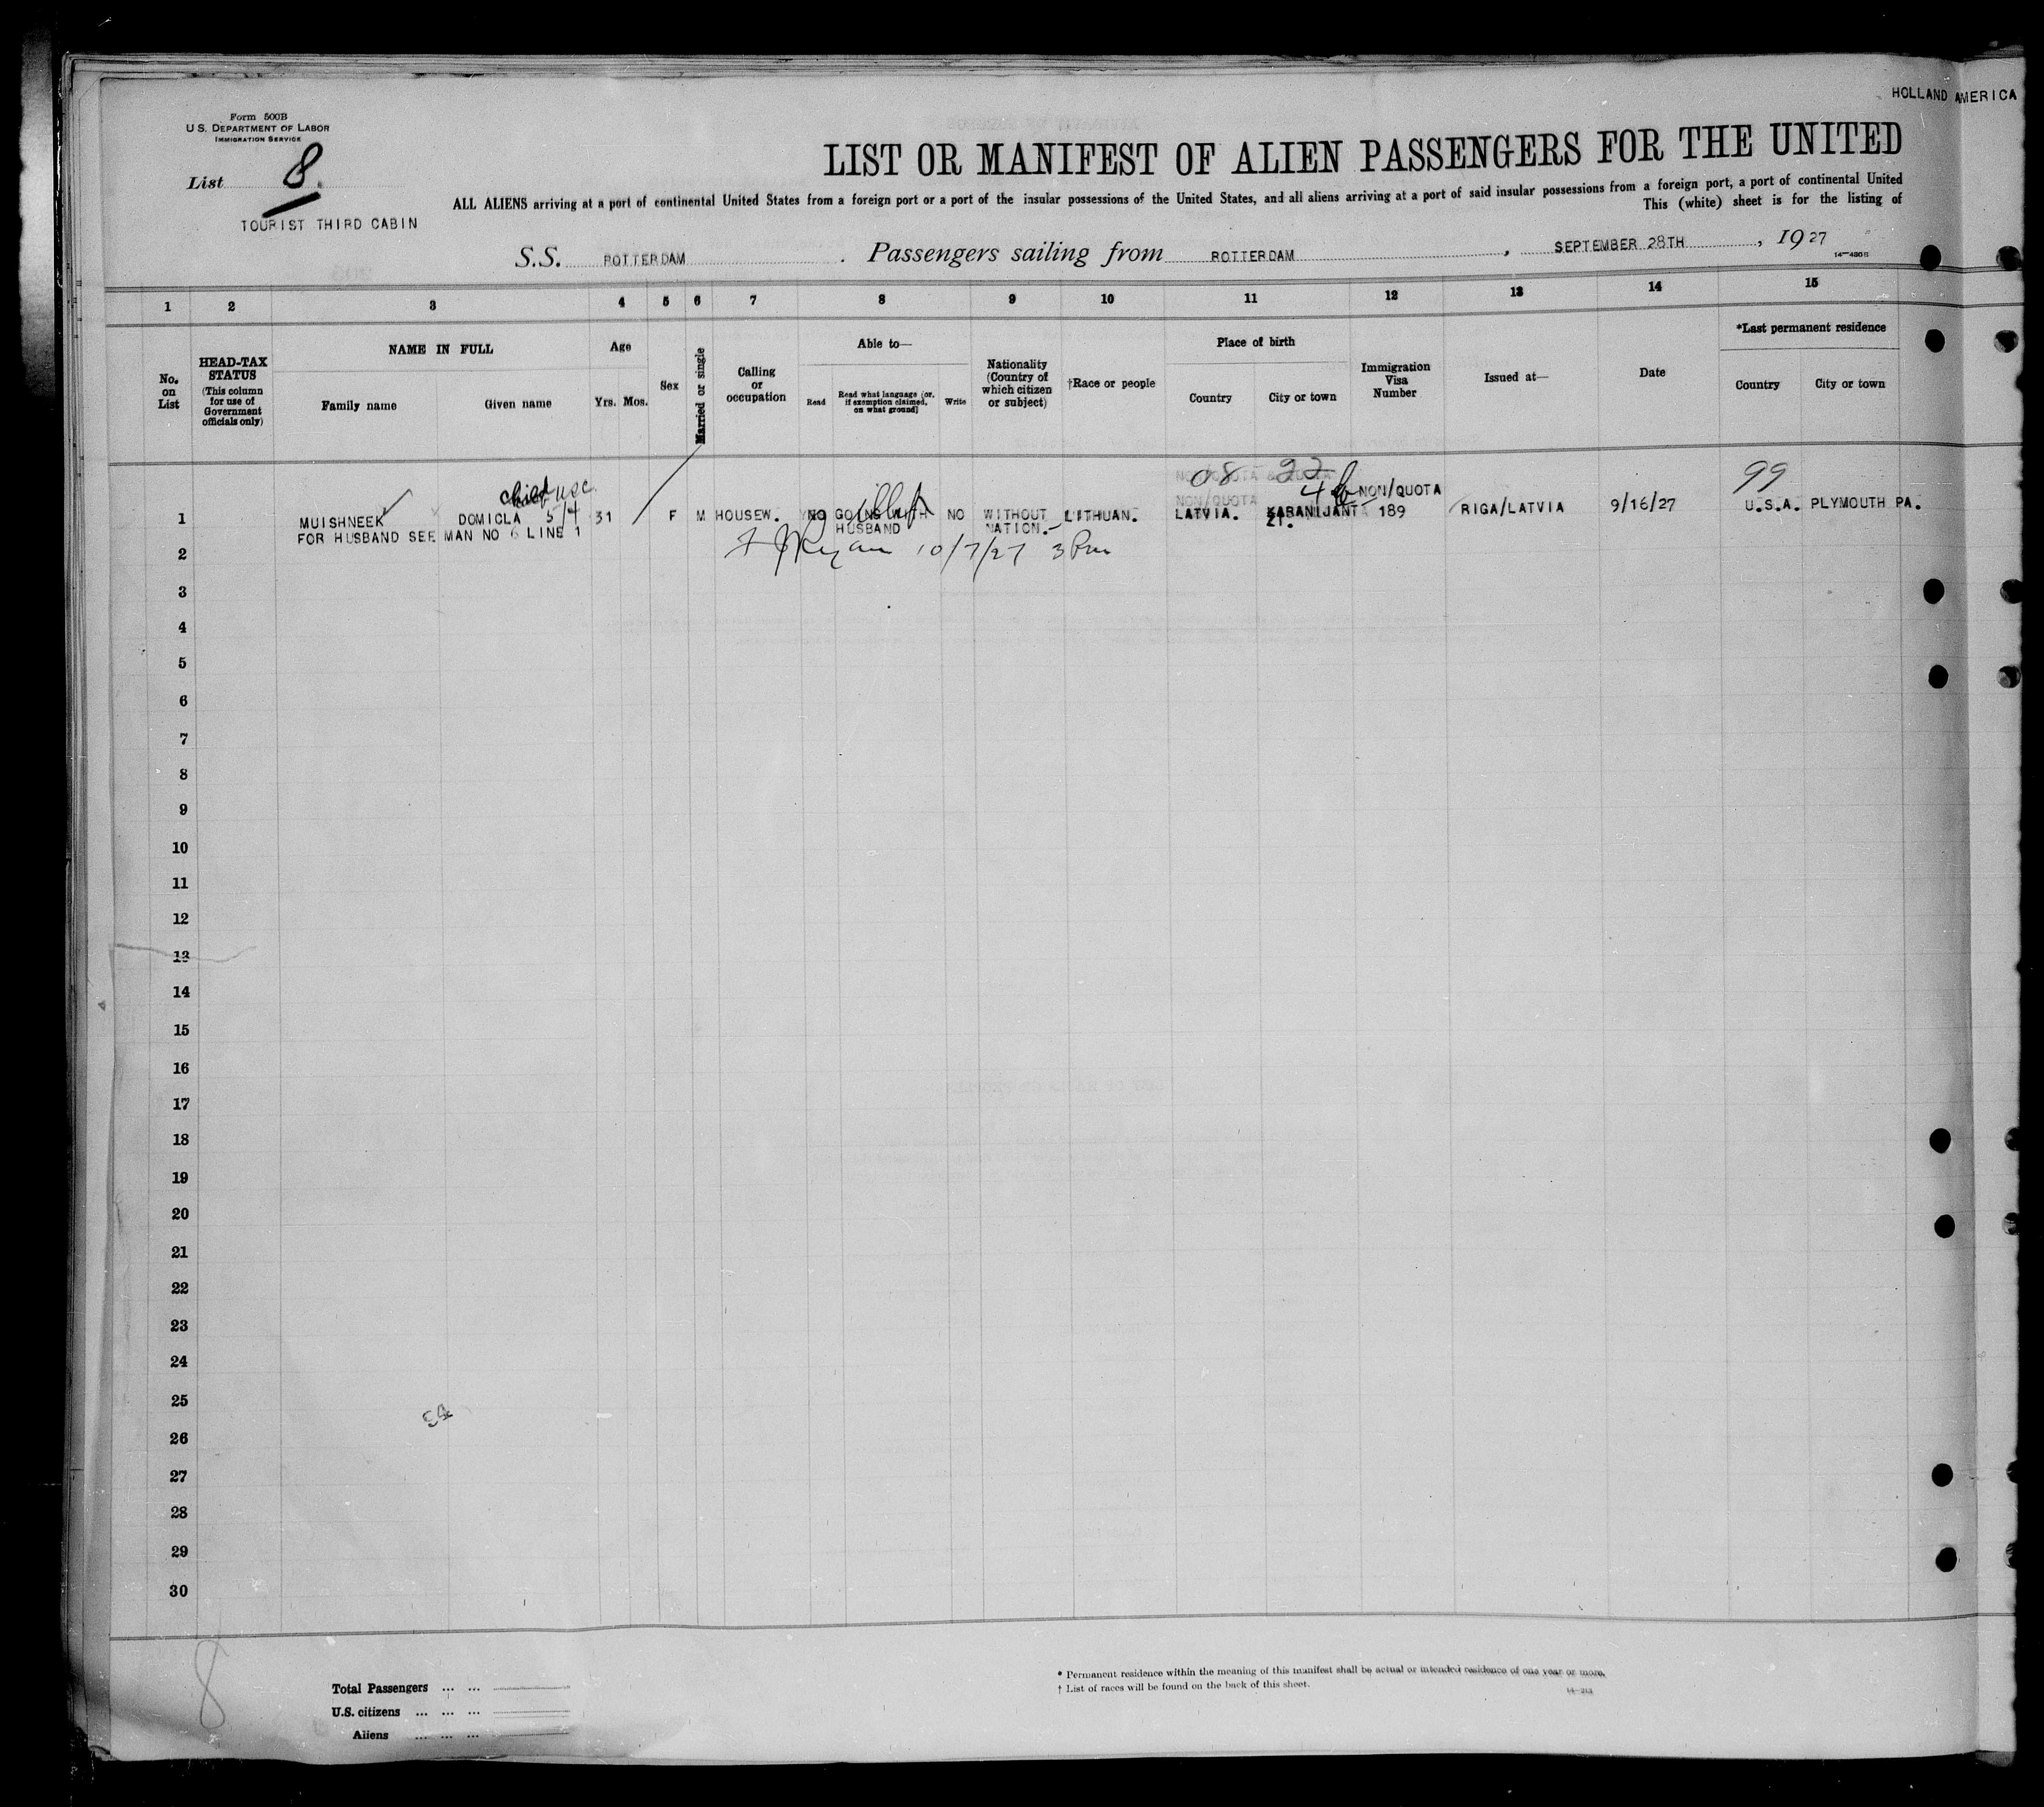 HOLLAND AMERICA
Form 500B
U.S. DEPARTMENT OF LABOR
IMMIGRATION SERVICE
List 8.
TOURIST THIRD CABIN
LIST OR MANIFEST OF ALIEN PASSENGERS FOR THE UNITED
ALL ALIENS arriving at a port of continental United States from a foreign port or a port of the insular possessions of the United States, and all aliens arriving at a port of said insular possessions from a foreign port, a port of continental United
This (white) sheet is for the listing of
S.S. ROTTERDAM. Passengers sailing from ROTTERDAM, SEPTEMBER 28TH, 1927
1 2 3 4 5 6 7 8 9 10 11 12 13 14 15
No. on List
HEAD-TAX STATUS
(This column for use of Government officials only)
NAME IN FULL
Family name Given name
Age
Yrs. Mos.
Sex
Married or single
Calling or occupation
Able to—
Read
Read what language [or, if exemption claimed, on what ground]
Write
Nationality (Country of which citizen or subject)
†Race or people
Place of birth
Country City or town
Immigration Visa Number
Issued at—
Date
*Last permanent residence
Country City or town
08 22 99
child usc
NON/QUOTA
1 MUISHNEEK DOMICLA 31 F M HOUSEW. NO GOING WITH HUSBAND NO WITHOUT NATION. LITHUAN. LATVIA. 189 RIGA/LATVIA 9/16/27 U.S.A. PLYMOUTH PA.
FOR HUSBAND SEE MAN NO 6 LINE 1
2 Ryan 10/7/27 3 Pm
3
4
5
6
7
8
9
10
11
12
13
14
15
16
17
18
19
20
21
22
23
24
25
26
27
28
29
30
8
Total Passengers ... ...
U.S. citizens ... ... ...
Aliens ... ... ...
* Permanent residence within the meaning of this manifest shall be actual or intended residence of one year or more.
† List of races will be found on the back of this sheet.